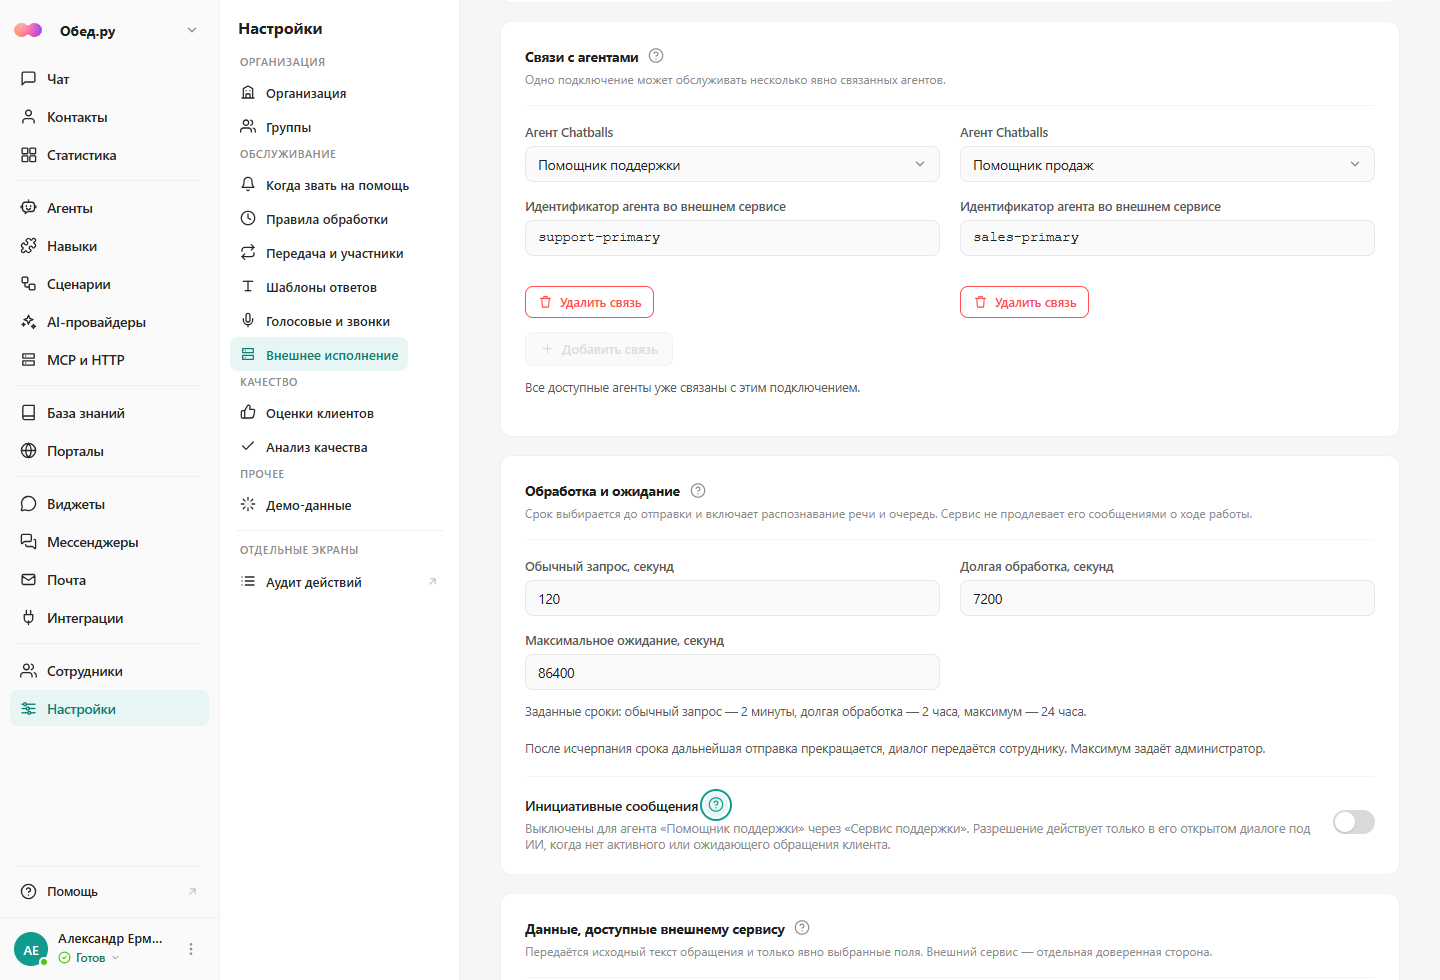 Обед.ру
Чат
Контакты
Статистика
Агенты
Навыки
Сценарии
AI-провайдеры
MCP и HTTP
База знаний
Порталы
Виджеты
Мессенджеры
Почта
Интеграции
Сотрудники
Настройки
Помощь
AE
Александр Ерм...
Готов
Настройки
ОРГАНИЗАЦИЯ
Организация
Группы
ОБСЛУЖИВАНИЕ
Когда звать на помощь
Правила обработки
Передача и участники
Шаблоны ответов
Голосовые и звонки
Внешнее исполнение
КАЧЕСТВО
Оценки клиентов
Анализ качества
ПРОЧЕЕ
Демо-данные
ОТДЕЛЬНЫЕ ЭКРАНЫ
Аудит действий
Связи с агентами
Одно подключение может обслуживать несколько явно связанных агентов.
Агент Chatballs
Помощник поддержки
Идентификатор агента во внешнем сервисе
support-primary
Удалить связь
Агент Chatballs
Помощник продаж
Идентификатор агента во внешнем сервисе
sales-primary
Удалить связь
Добавить связь
Все доступные агенты уже связаны с этим подключением.
Обработка и ожидание
Срок выбирается до отправки и включает распознавание речи и очередь. Сервис не продлевает его сообщениями о ходе работы.
Обычный запрос, секунд
120
Долгая обработка, секунд
7200
Максимальное ожидание, секунд
86400
Заданные сроки: обычный запрос — 2 минуты, долгая обработка — 2 часа, максимум — 24 часа.
После исчерпания срока дальнейшая отправка прекращается, диалог передаётся сотруднику. Максимум задаёт администратор.
Инициативные сообщения
Выключены для агента «Помощник поддержки» через «Сервис поддержки». Разрешение действует только в его открытом диалоге под
ИИ, когда нет активного или ожидающего обращения клиента.
Данные, доступные внешнему сервису
Передаётся исходный текст обращения и только явно выбранные поля. Внешний сервис — отдельная доверенная сторона.